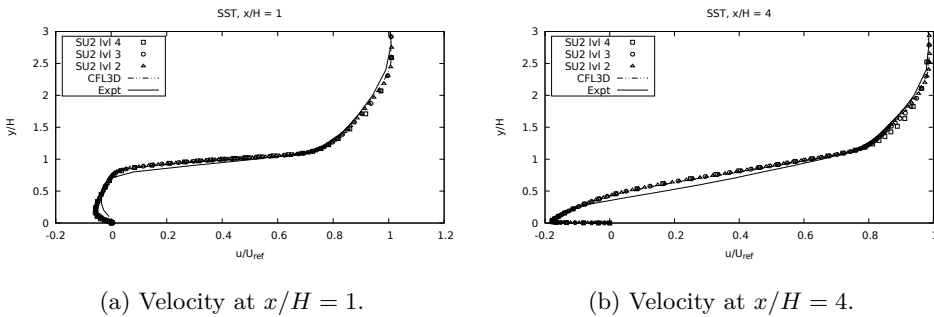 SST, x/H = 1
3
2.5
2
1.5
1
0.5
0
y/H
SU2 lvl 4
SU2 lvl 3
SU2 lvl 2
CFL3D
Expt
-0.2 0 0.2 0.4 0.6 0.8 1 1.2
u/Uref
(a) Velocity at x/H = 1.
SST, x/H = 4
3
2.5
2
1.5
1
0.5
0
y/H
SU2 lvl 4
SU2 lvl 3
SU2 lvl 2
CFL3D
Expt
-0.2 0 0.2 0.4 0.6 0.8 1
u/Uref
(b) Velocity at x/H = 4.